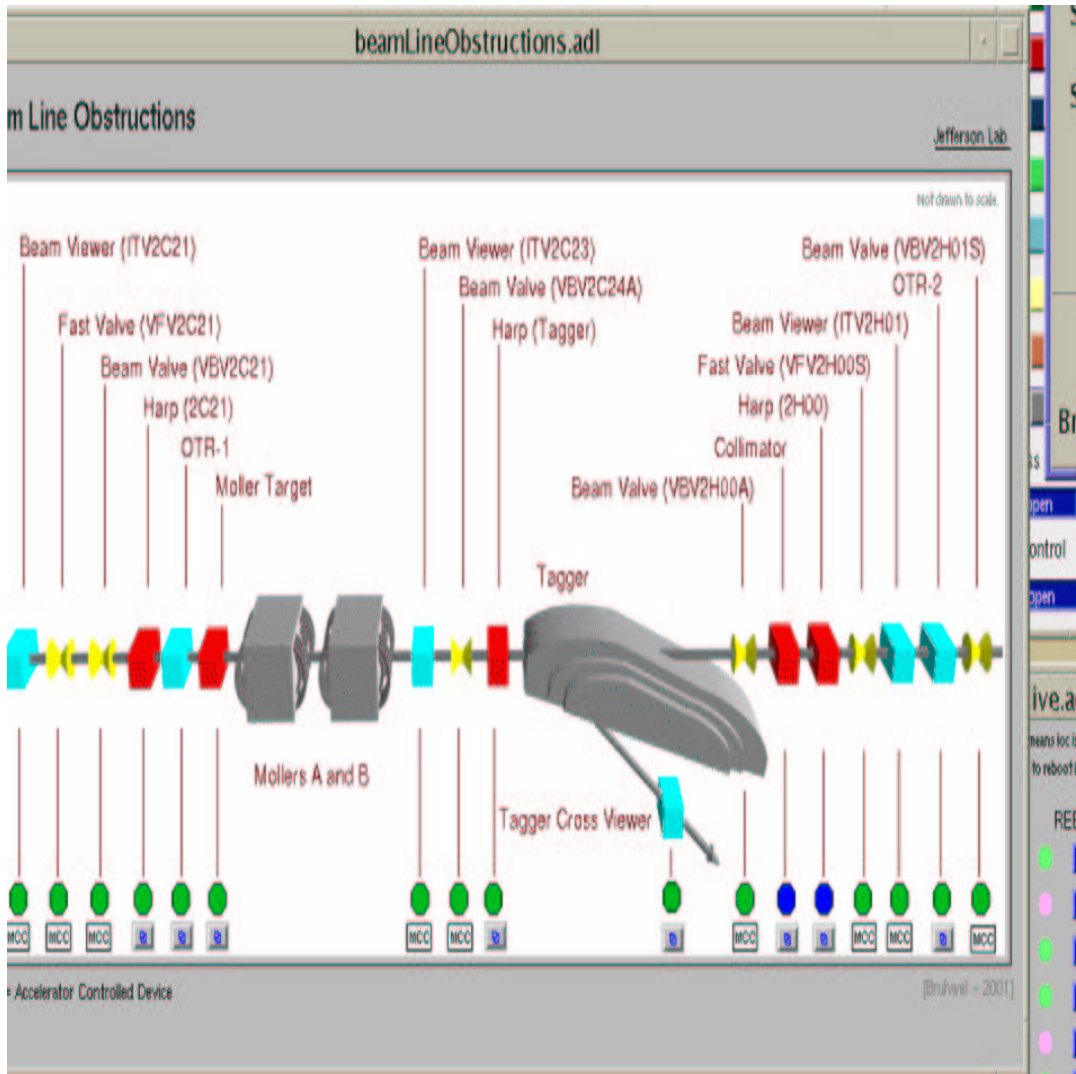 beamLineObstructions.adl
m Line Obstructions
Jefferson Lab
Not drawn to scale.
Beam Viewer (ITV2C21)
Beam Viewer (ITV2C23)
Beam Valve (VBV2H01S)
Beam Valve (VBV2C24A)
OTR-2
Fast Valve (VFV2C21)
Harp (Tagger)
Beam Viewer (ITV2H01)
Beam Valve (VBV2C21)
Fast Valve (VFV2H00S)
Harp (2C21)
Harp (2H00)
OTR-1
Collimator
Moller Target
Beam Valve (VBV2H00A)
Tagger
Mollers A and B
Tagger Cross Viewer
MCC MCC MCC MCC MCC MCC MCC MCC MCC
= Accelerator Controlled Device
[Bruhwel - 2001]
Br
ss
open
ontrol
open
ive.a
means ioc is
to reboot
REE